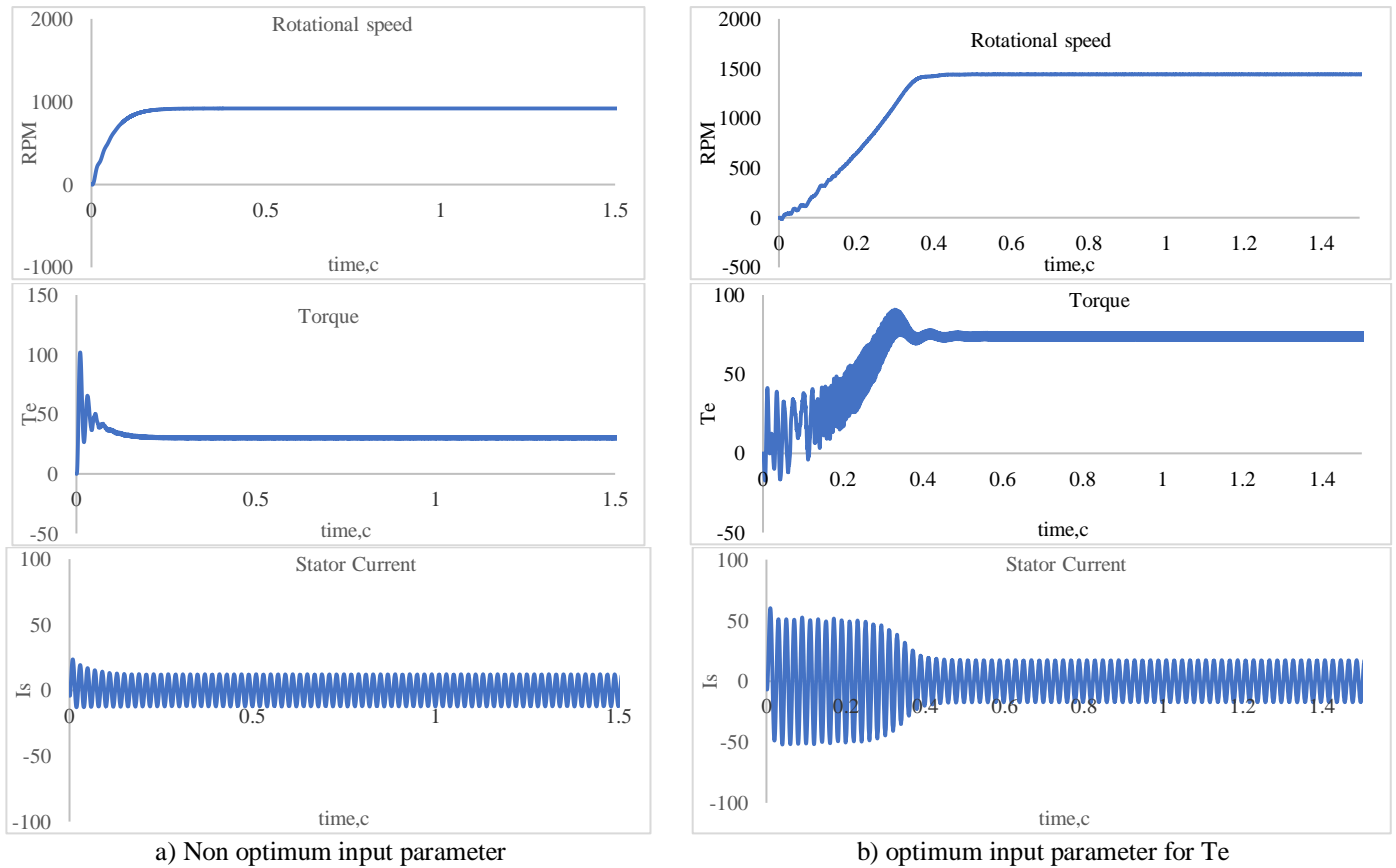 Rotational speed
2000
1000
0
-1000
RPM
0 0.5 1 1.5
time,c
Torque
150
100
50
0
-50
Te
0 0.5 1 1.5
time,c
Stator Current
100
50
0
-50
-100
Is
0 0.5 1 1.5
time,c
a) Non optimum input parameter
Rotational speed
2000
1500
1000
500
0
-500
RPM
0 0.2 0.4 0.6 0.8 1 1.2 1.4
time,c
Torque
100
50
0
-50
Te
0 0.2 0.4 0.6 0.8 1 1.2 1.4
time,c
Stator Current
100
50
0
-50
-100
Is
0 0.2 0.4 0.6 0.8 1 1.2 1.4
time,c
b) optimum input parameter for Te